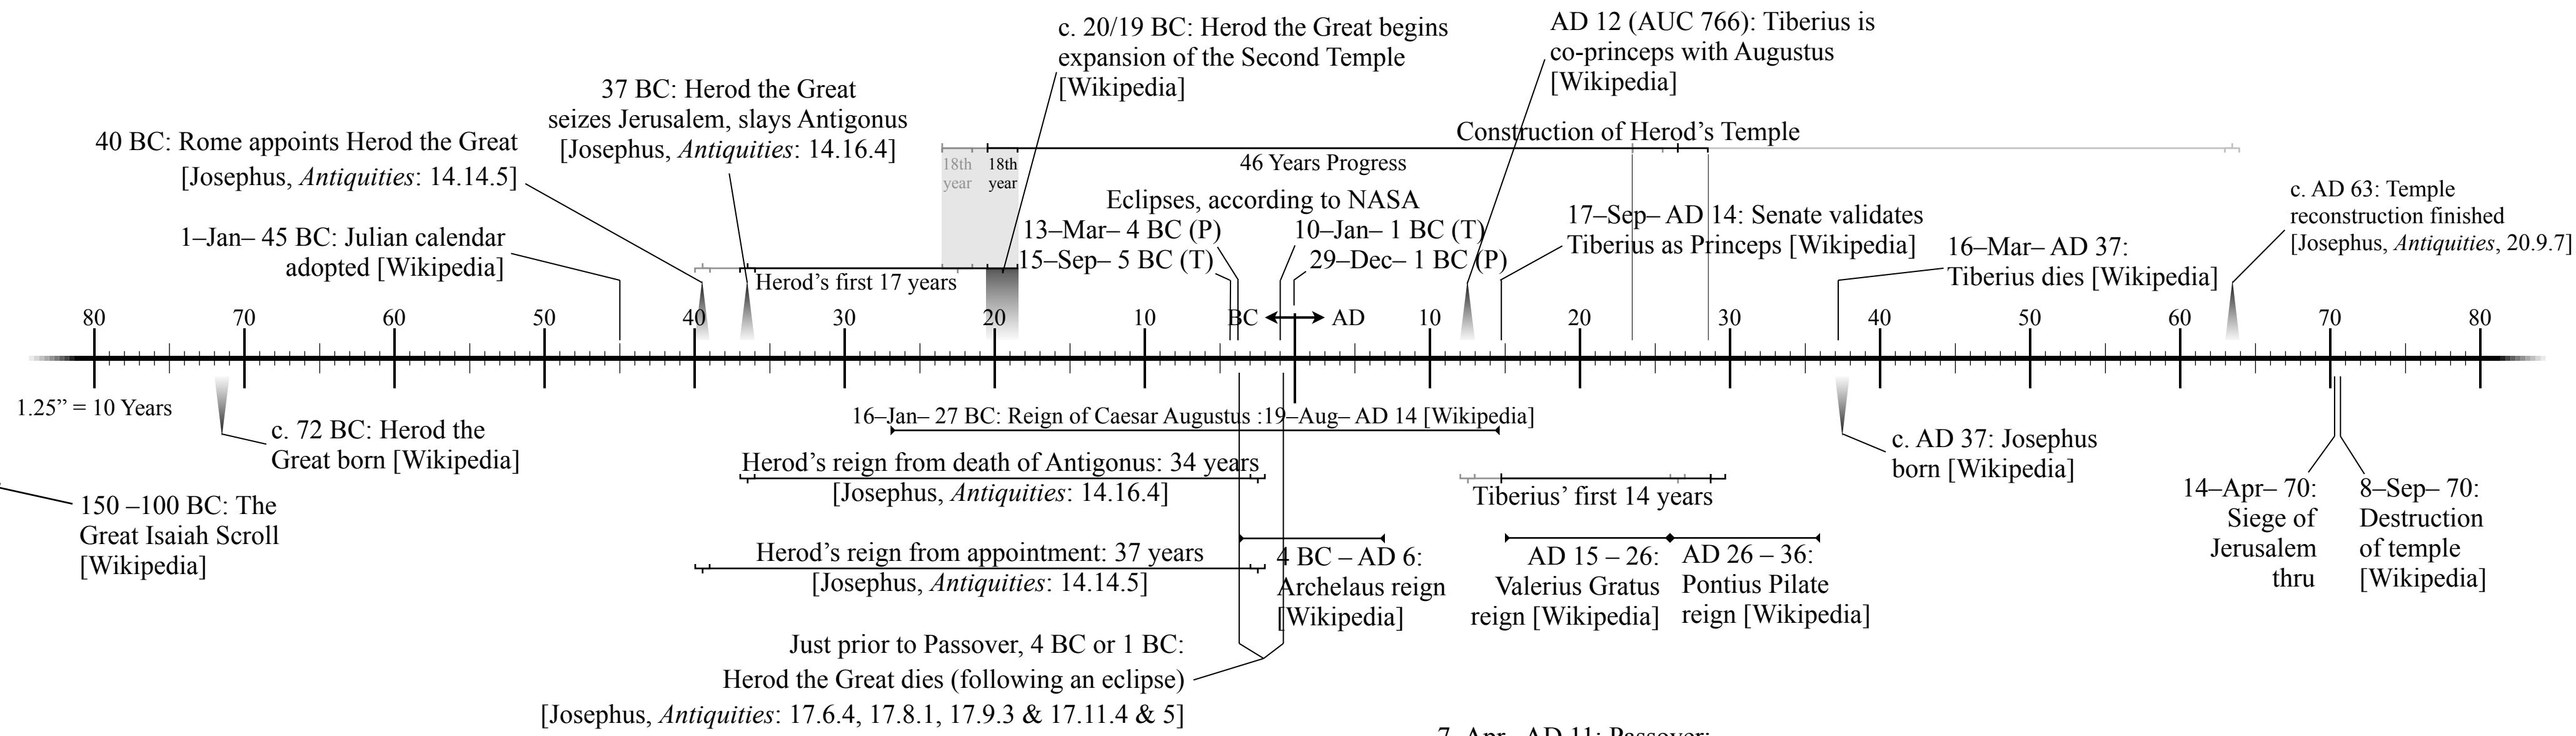 c. 20/19 BC: Herod the Great begins
expansion of the Second Temple
[Wikipedia]
AD 12 (AUC 766): Tiberius is
co-princeps with Augustus
[Wikipedia]
37 BC: Herod the Great
seizes Jerusalem, slays Antigonus
[Josephus, Antiquities: 14.16.4]
40 BC: Rome appoints Herod the Great
[Josephus, Antiquities: 14.14.5]
Construction of Herod’s Temple
18th
year
18th
year
46 Years Progress
Eclipses, according to NASA
13–Mar– 4 BC (P)
10–Jan– 1 BC (T)
15–Sep– 5 BC (T)
29–Dec– 1 BC (P)
17–Sep– AD 14: Senate validates
Tiberius as Princeps [Wikipedia]
c. AD 63: Temple
reconstruction finished
[Josephus, Antiquities, 20.9.7]
1–Jan– 45 BC: Julian calendar
adopted [Wikipedia]
16–Mar– AD 37:
Tiberius dies [Wikipedia]
Herod’s first 17 years
80 70 60 50 40 30 20 10 BC AD 10 20 30 40 50 60 70 80
1.25” = 10 Years
c. 72 BC: Herod the
Great born [Wikipedia]
150 –100 BC: The
Great Isaiah Scroll
[Wikipedia]
16–Jan– 27 BC: Reign of Caesar Augustus :19–Aug– AD 14 [Wikipedia]
Herod’s reign from death of Antigonus: 34 years
[Josephus, Antiquities: 14.16.4]
Herod’s reign from appointment: 37 years
[Josephus, Antiquities: 14.14.5]
Tiberius’ first 14 years
4 BC – AD 6:
Archelaus reign
[Wikipedia]
AD 15 – 26:
Valerius Gratus
reign [Wikipedia]
AD 26 – 36:
Pontius Pilate
reign [Wikipedia]
c. AD 37: Josephus
born [Wikipedia]
14–Apr– 70:
Siege of
Jerusalem
thru
8–Sep– 70:
Destruction
of temple
[Wikipedia]
Just prior to Passover, 4 BC or 1 BC:
Herod the Great dies (following an eclipse)
[Josephus, Antiquities: 17.6.4, 17.8.1, 17.9.3 & 17.11.4 & 5]
7–Apr– AD 11: Passover: